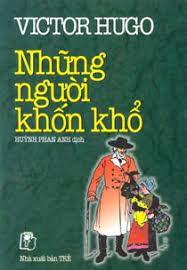 VICTOR HUGO
Những
người
khốn khổ
HUỲNH PHAN ANH dịch
Nhà xuất bản TRẺ